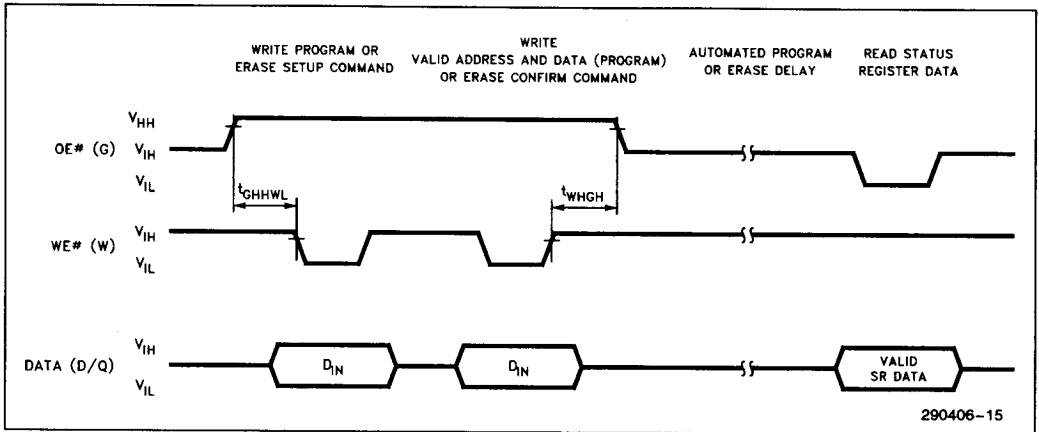 WRITE PROGRAM OR
ERASE SETUP COMMAND
WRITE
VALID ADDRESS AND DATA (PROGRAM)
OR ERASE CONFIRM COMMAND
AUTOMATED PROGRAM
OR ERASE DELAY
READ STATUS
REGISTER DATA
VHH
OE# (G) VIH
VIL
tGHHWL
tWHGH
WE# (W) VIH
VIL
DATA (D/Q) VIH
VIL
DIN
DIN
VALID
SR DATA
290406-15